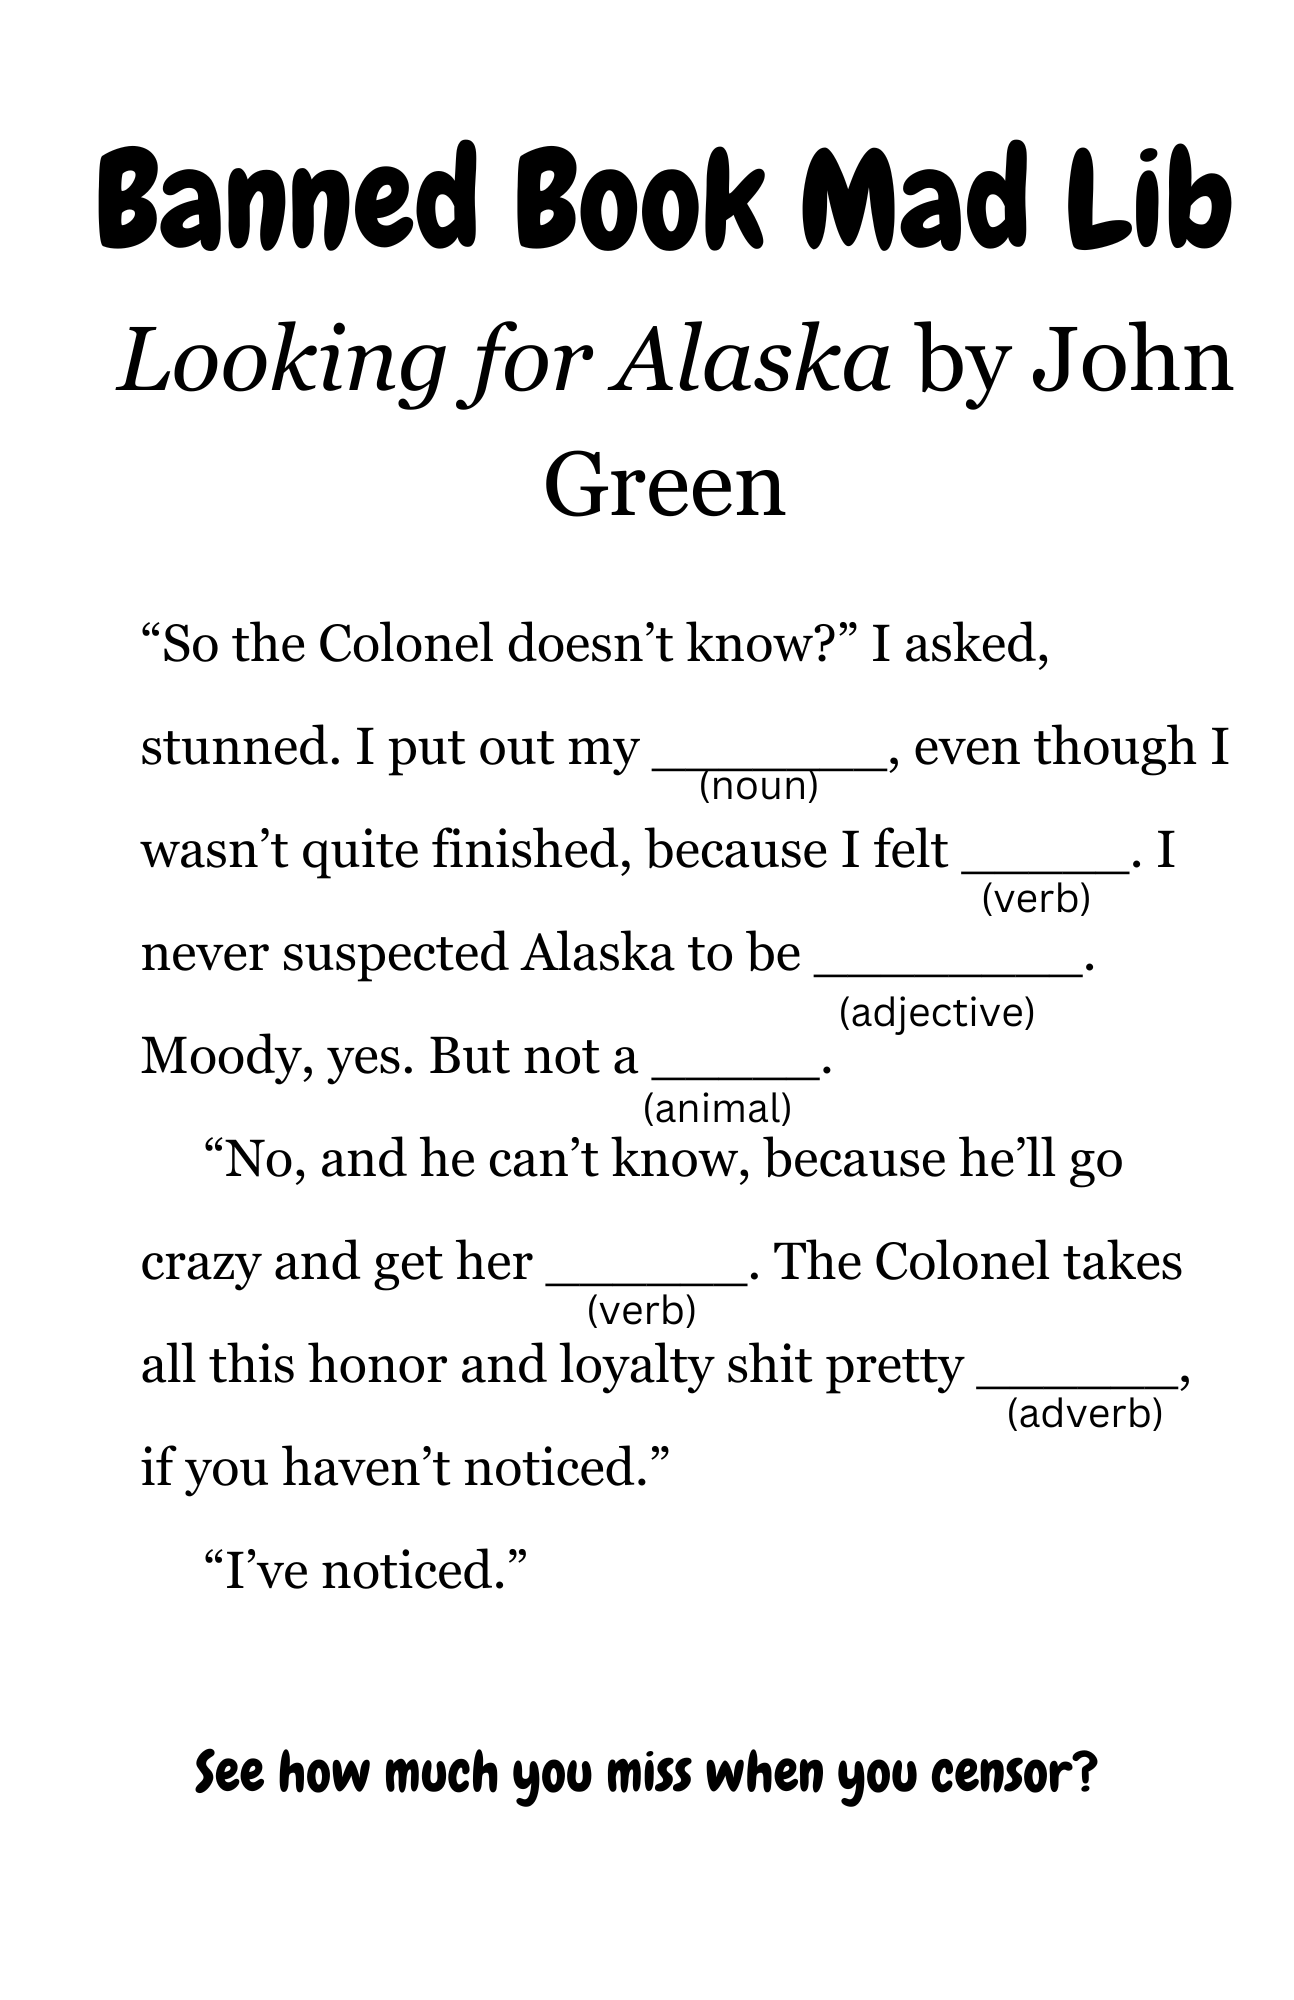 Banned Book Mad Lib
Looking for Alaska by John
Green
“So the Colonel doesn’t know?” I asked,
stunned. I put out my _______, even though I
(noun)
wasn’t quite finished, because I felt _____. I
(verb)
never suspected Alaska to be ________.
(adjective)
Moody, yes. But not a _____.
(animal)
“No, and he can’t know, because he’ll go
crazy and get her ______. The Colonel takes
(verb)
all this honor and loyalty shit pretty ______,
(adverb)
if you haven’t noticed.”
“I’ve noticed.”
See how much you miss when you censor?